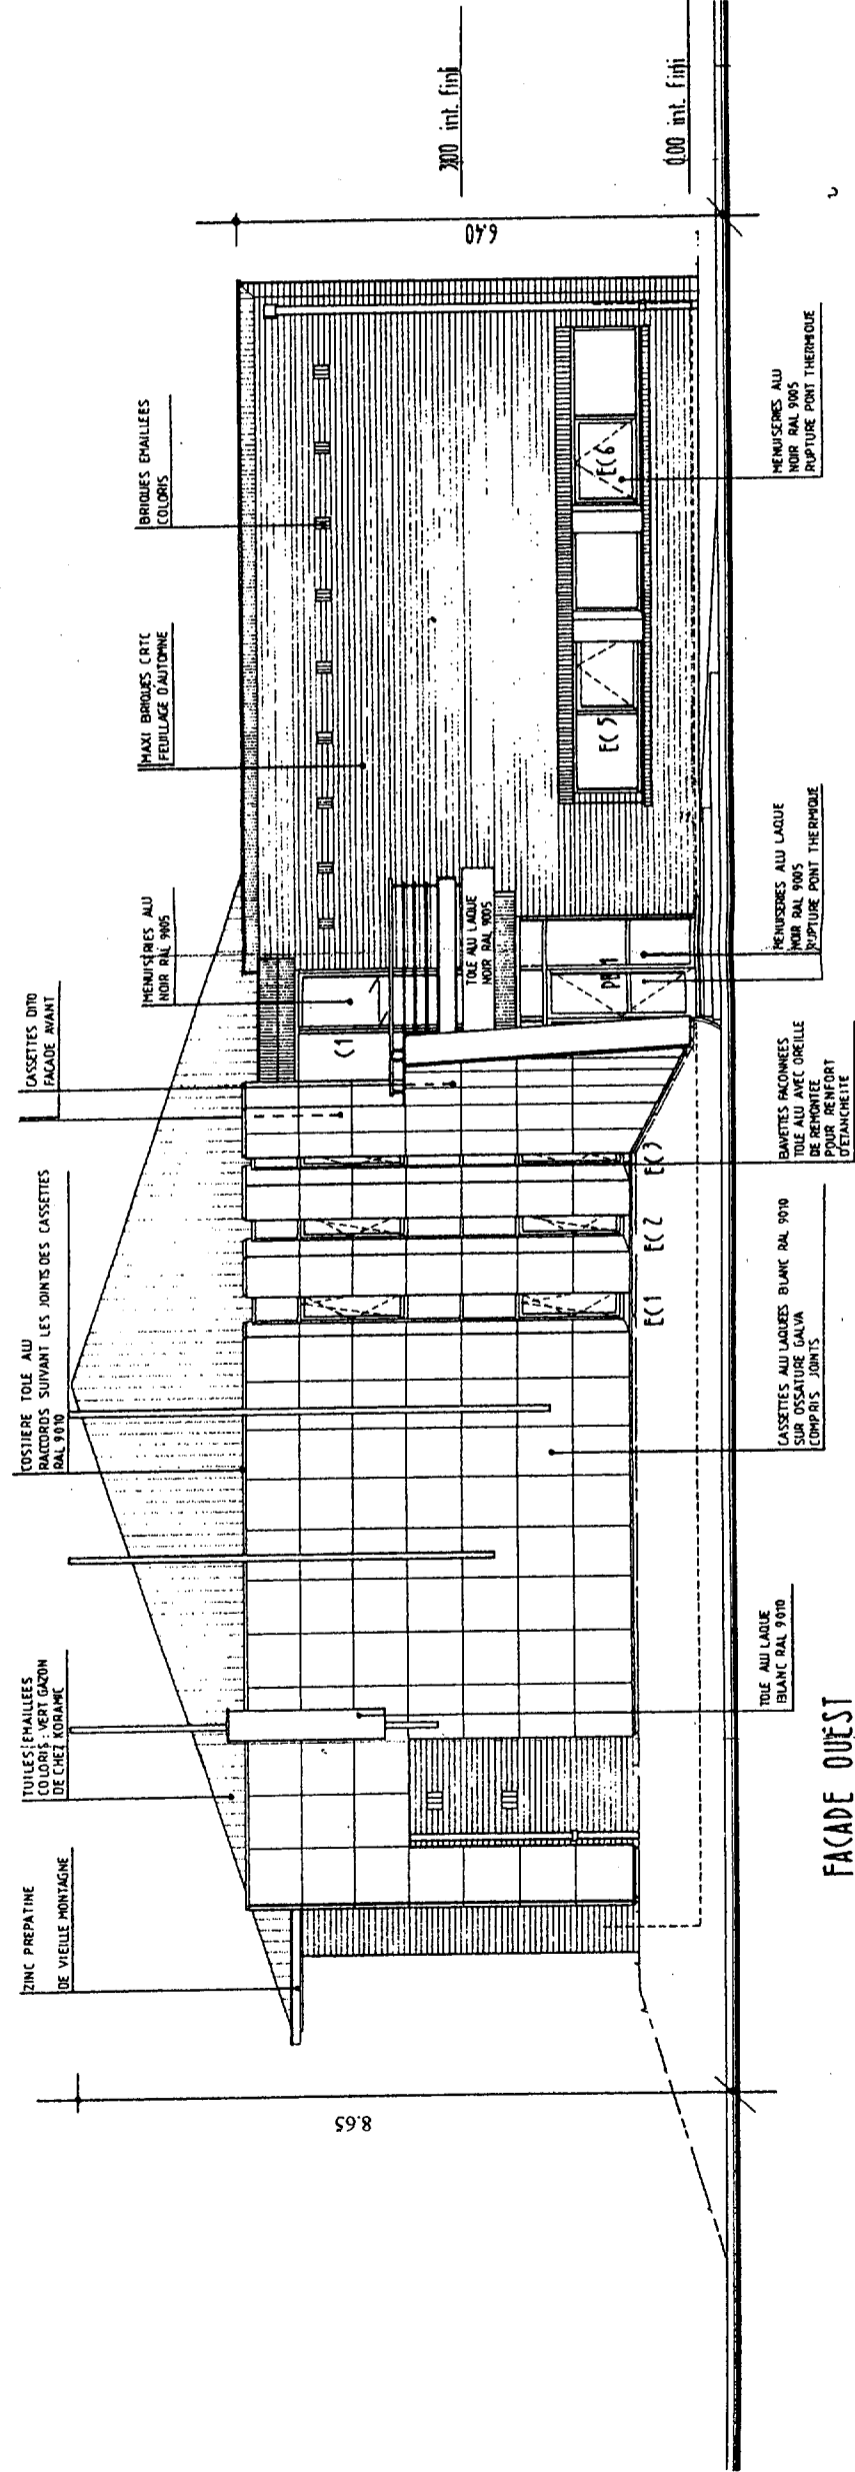 ZINC PREPATINE
DE VIEILLE MONTAGNE
TUILES EMAILLEES
COLORIS : VERT GAZON
DE CHEZ KORAMIC
COSTIERE TOLE ALU
RACCORDS SUIVANT LES JOINTS DES CASSETTES
RAL 9010
CASSETTES DITO
FACADE AVANT
MENUISERIES ALU
NOIR RAL 9005
MAXI BRIQUES CRTC
FEUILLAGE D'AUTOMNE
BRIQUES EMAILLEES
COLORIS
8.65
6.40
3.00 int. fini
0.00 int. fini
C1
TOLE ALU LAQUE
NOIR RAL 9005
EC1
EC2
EC3
EC5
EC6
TOLE ALU LAQUE
BLANC RAL 9010
CASSETTES ALU LAQUEES BLANC RAL 9010
SUR OSSATURE GALVA
COMPRIS JOINTS
BAVETTES FACONNEES
TOLE ALU AVEC OREILLE
DE REMONTEE
POUR RENFORT
D'ETANCHEITE
MENUISERIES ALU LAQUE
NOIR RAL 9005
RUPTURE PONT THERMIQUE
MENUISERIES ALU
NOIR RAL 9005
RUPTURE PONT THERMIQUE
FACADE OUEST